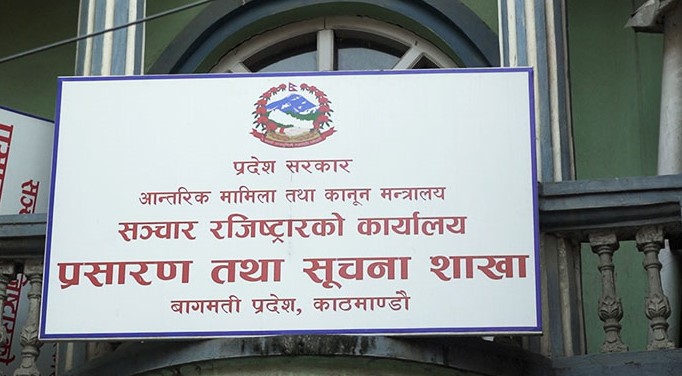 प्रदेश सरकार
आन्तरिक मामिला तथा कानून मन्त्रालय
सञ्चार रजिष्ट्रारको कार्यालय
प्रसारण तथा सूचना शाखा
बागमती प्रदेश, काठमाण्डौ